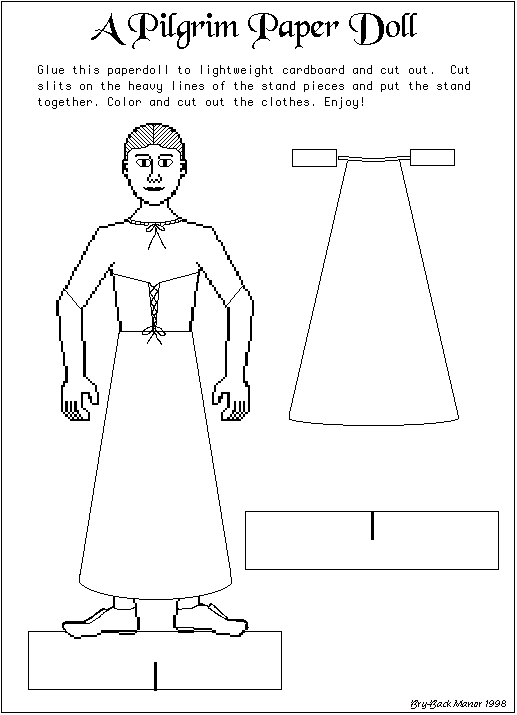 A Pilgrim Paper Doll
Glue this paperdoll to lightweight cardboard and cut out.  Cut
slits on the heavy lines of the stand pieces and put the stand
together. Color and cut out the clothes. Enjoy!
Bry-Back Manor 1998